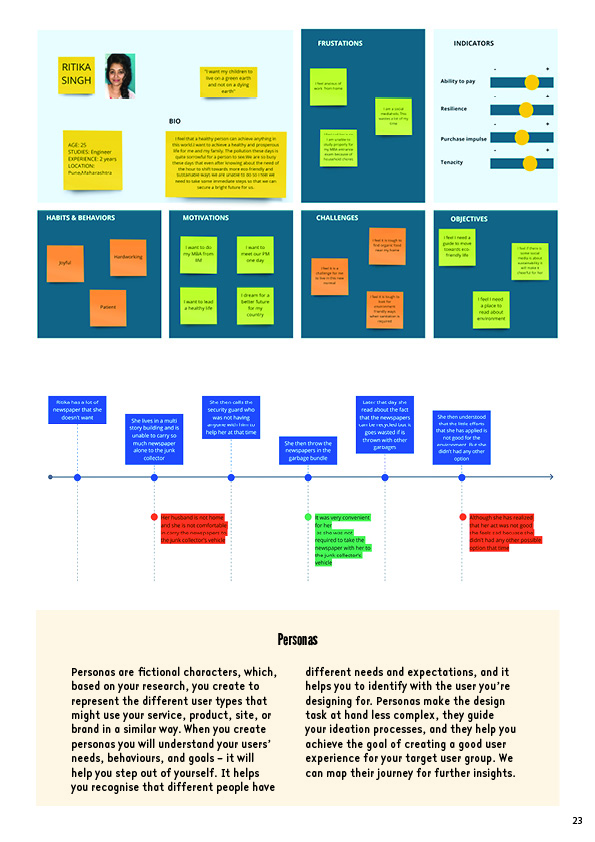 RITIKA
SINGH
"I want my children to
live on a green earth
and not on a dying
earth"
AGE: 25
STUDIES: Engineer
EXPERIENCE: 2 years
LOCATION:
Pune,Maharashtra
BIO
I feel that a healthy person can achieve anything in
this world.I want to achieve a healthy and prosperous
life for me and my family. The pollution these days is
quite sorrowful for a person to see.We are so busy
these days that even after knowing about the need of
the hour to shift towards more eco-friendly and
sustainable ways we are unable to do so.I feel we
need to take some immediate steps so that we can
secure a bright future for us.
FRUSTATIONS
I feel anxious of
work from home
I am a social
media
wastes a lot of my
time
I am unable to
study properly for
my MBA entrance
exam because of
household chores
INDICATORS
- +
Ability to pay
- +
Resilience
- +
Purchase impulse
- +
Tenacity
HABITS & BEHAVIORS
Joyful
Hardworking
Patient
MOTIVATIONS
I want to do
my MBA from
IIM
I want to
meet our PM
one day
I want to lead
a healthy life
I dream for a
better future
for my
country
CHALLENGES
I feel it is tough to
find organic food
near my home
I feel it is a
challenge for me
to live in this new
normal
I feel it is tough to
look for
environment
friendly ways
when sanitation is
required
OBJECTIVES
I feel I need a
guide to move
towards eco-
friendly life
I feel if there is
some social
media
sustainability it
will make it
cheerful for me
I feel I need
a place to
read about
environment
Ritika has a lot of
newspaper that she
doesn't want
She lives in a multi
story building and is
unable to carry so
much newspaper
alone to the junk
collector
She then calls the
security guard who
was not having
anyone with him to
help her at that time
She then throw the
newspapers in the
garbage bundle
Later that day she
read about the fact
that the newspapers
can be recycled but is
goes wasted if is
thrown with other
garbages
She then understood
that the little efforts
that she has applied is
not good for the
environment. But she
didn't had any other
option
Her husband is not home
and she is not comfortable
to carry the newspapers to
the junk collector's vehicle
It was very convenient
for her
as she was not
required to take the
newspaper with her to
the junk collector's
vehicle
Although she has realized
that her act was not good
she feels sad because she
didn't had any other possible
option that time
Personas
Personas are fictional characters, which,
based on your research, you create to
represent the different user types that
might use your service, product, site, or
brand in a similar way. When you create
personas you will understand your users'
needs, behaviours, and goals – it will
help you step out of yourself. It helps
you recognise that different people have
different needs and expectations, and it
helps you to identify with the user you're
designing for. Personas make the design
task at hand less complex, they guide
your ideation processes, and they help you
achieve the goal of creating a good user
experience for your target user group. We
can map their journey for further insights.
23